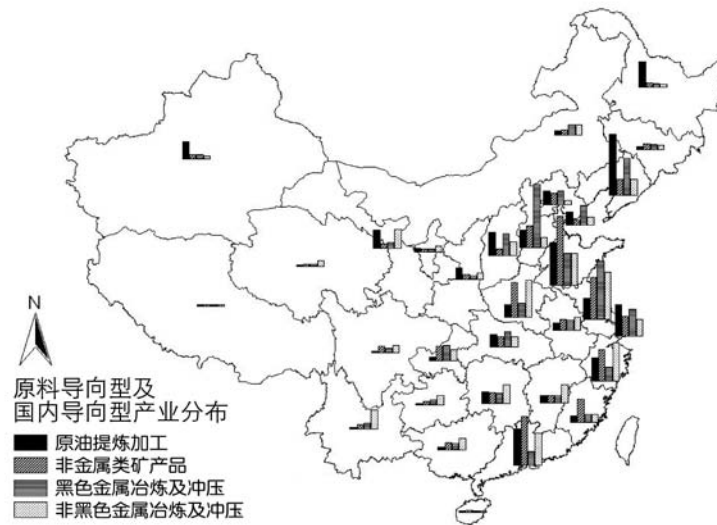 N
原料导向型及
国内导向型产业分布
原油提炼加工
非金属类矿产品
黑色金属冶炼及冲压
非黑色金属冶炼及冲压